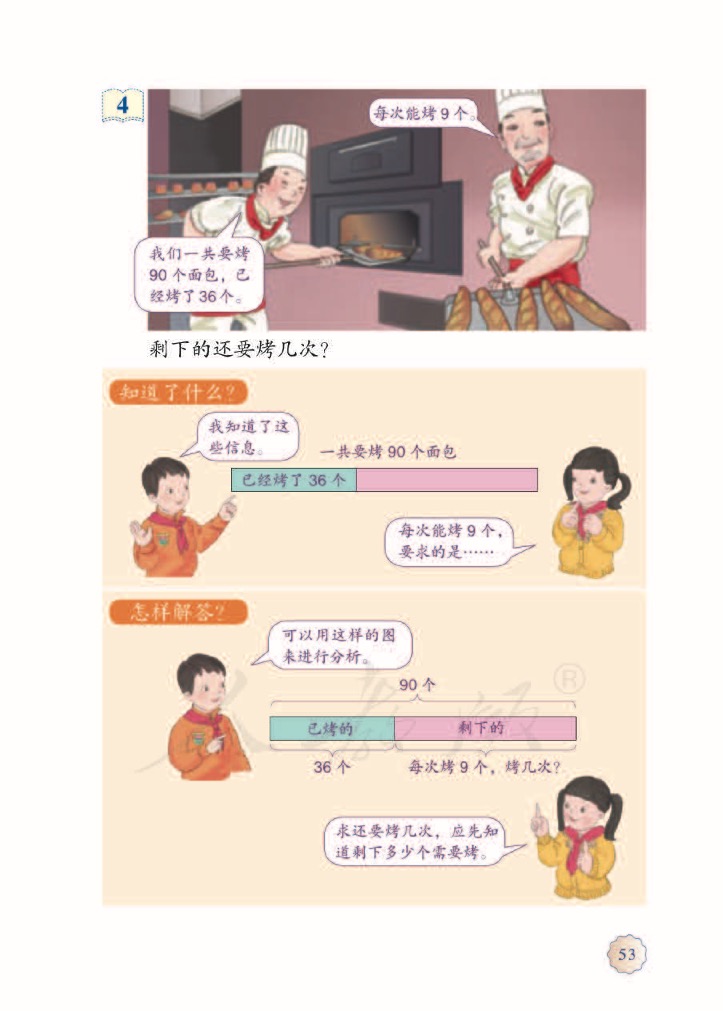 4
每次能烤9个。
我们一共要烤
90个面包，已
经烤了36个。
剩下的还要烤几次？
知道了什么？
我知道了这
些信息。
一共要烤90个面包
已经烤了36个
每次能烤9个，
要求的是……
怎样解答？
可以用这样的图
来进行分析。
90个
已烤的
剩下的
36个
每次烤9个，烤几次？
求还要烤几次，应先知
道剩下多少个需要烤。
53